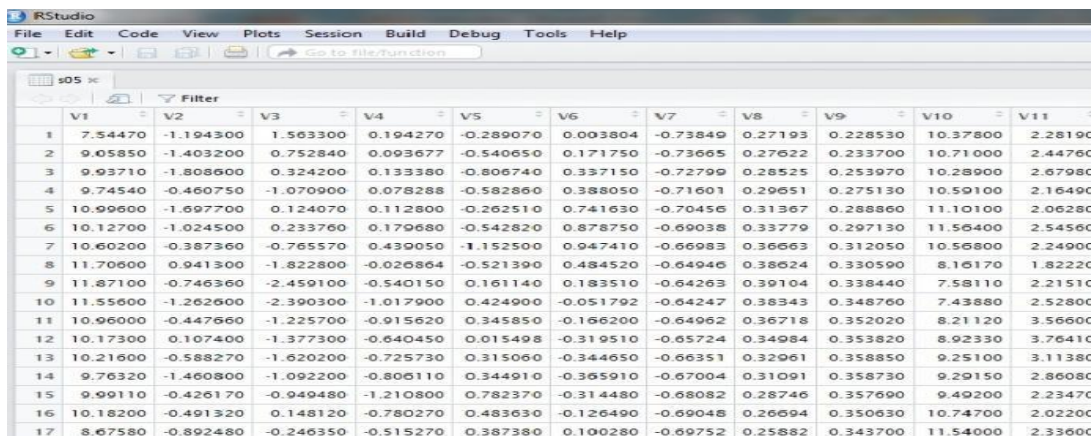 RStudio
File Edit Code View Plots Session Build Debug Tools Help
Go to file/function
s05
Filter
V1 V2 V3 V4 V5 V6 V7 V8 V9 V10 V11
1 7.54470 -1.194300 1.563300 0.194270 -0.289070 0.003804 -0.73849 0.27193 0.228530 10.37800 2.28190
2 9.05850 -1.403200 0.752840 0.093677 -0.540650 0.171750 -0.73665 0.27622 0.233700 10.71000 2.44760
3 9.93710 -1.808600 0.324200 0.133380 -0.806740 0.337150 -0.72799 0.28525 0.253970 10.28900 2.67980
4 9.74540 -0.460750 -1.070900 0.078288 -0.582860 0.388050 -0.71601 0.29651 0.275130 10.59100 2.16490
5 10.99600 -1.697700 0.124070 0.112800 -0.262510 0.741630 -0.70456 0.31367 0.288860 11.10100 2.06280
6 10.12700 -1.024500 0.233760 0.179680 -0.542820 0.878750 -0.69038 0.33779 0.297130 11.56400 2.54560
7 10.60200 -0.387360 -0.765570 0.439050 -1.152500 0.947410 -0.66983 0.36663 0.312050 10.56800 2.24900
8 11.70600 0.941300 -1.822800 -0.026864 -0.521390 0.484520 -0.64946 0.38624 0.330590 8.16170 1.82220
9 11.87100 -0.746360 -2.459100 -0.540150 0.161140 0.183510 -0.64263 0.39104 0.338440 7.58110 2.21510
10 11.55600 -1.262600 -2.390300 -1.017900 0.424900 -0.051792 -0.64247 0.38343 0.348760 7.43880 2.52800
11 10.96000 -0.447660 -1.225700 -0.915620 0.345850 -0.166200 -0.64962 0.36718 0.352020 8.21120 3.56600
12 10.17300 0.107400 -1.377300 -0.640450 0.015498 -0.319510 -0.65724 0.34984 0.353820 8.92330 3.76410
13 10.21600 -0.588270 -1.620200 -0.725730 0.315060 -0.344650 -0.66351 0.32961 0.358850 9.25100 3.11380
14 9.76320 -1.460800 -1.092200 -0.806110 0.344910 -0.365910 -0.67004 0.31091 0.358730 9.29150 2.86080
15 9.99110 -0.426170 -0.949480 -1.210800 0.782370 -0.314480 -0.68082 0.28746 0.357690 9.49200 2.23470
16 10.18200 -0.491320 0.148120 -0.780270 0.483630 -0.126490 -0.69048 0.26694 0.350630 10.74700 2.02200
17 8.67580 -0.892480 -0.246350 -0.515270 0.387380 0.100280 -0.69752 0.25882 0.343700 11.54000 2.33600